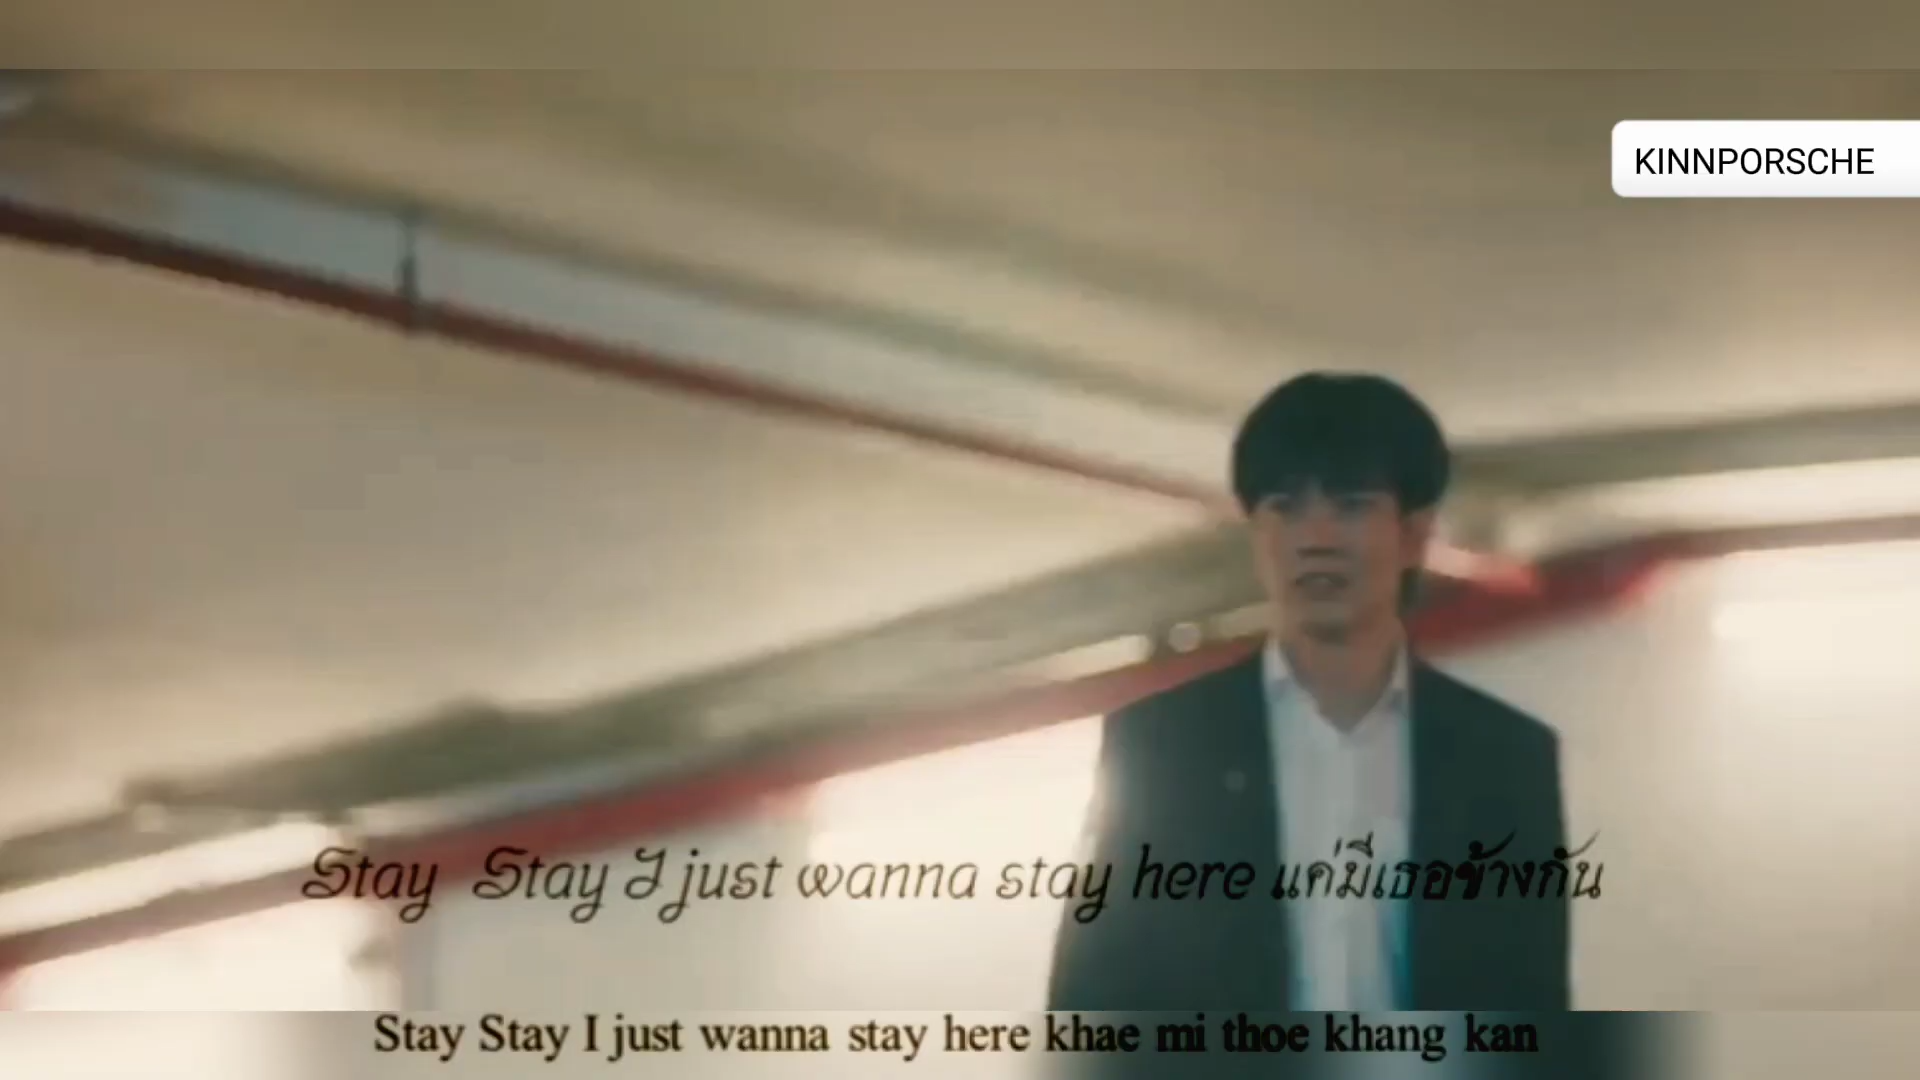 KINNPORSCHE
Stay Stay I just wanna stay here แค่มีเธอข้างกัน
Stay Stay I just wanna stay here khae mi thoe khang kan